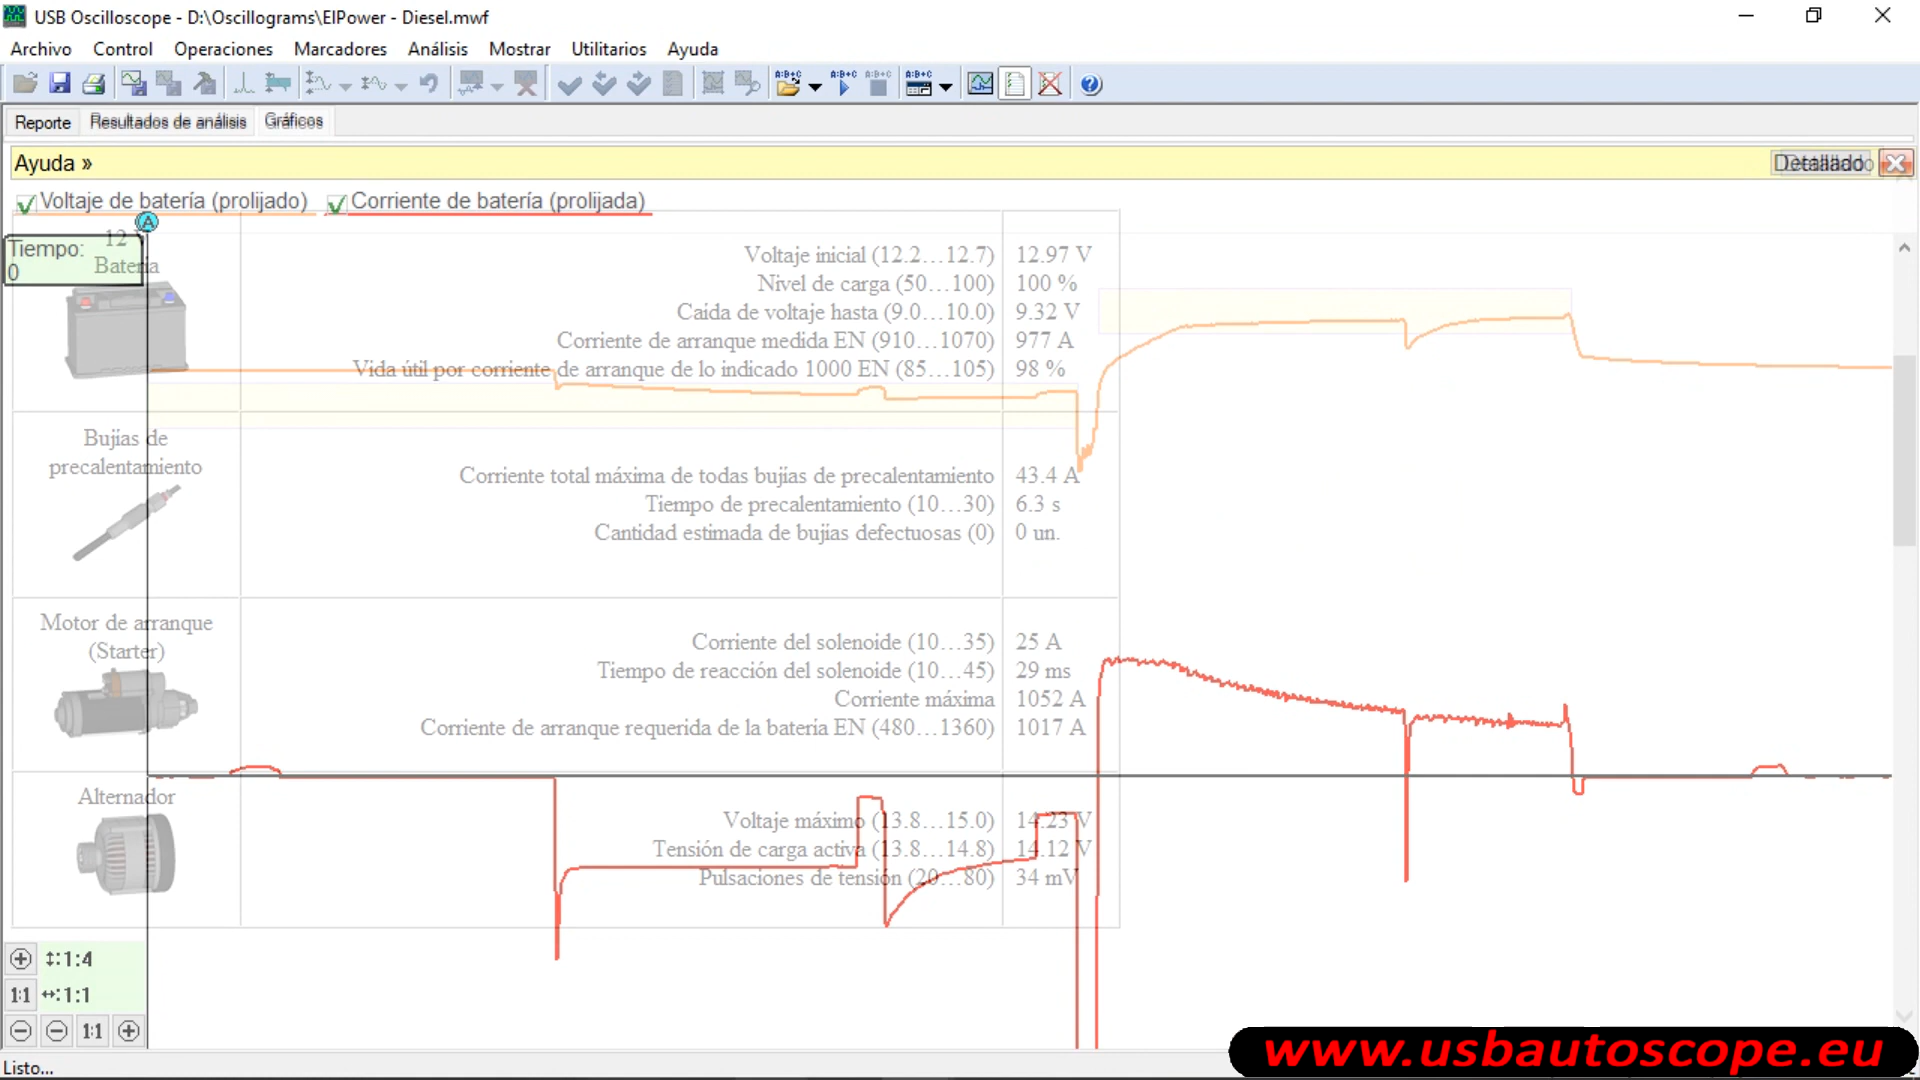 USB Oscilloscope - D:\Oscillograms\ElPower - Diesel.mwf
Archivo Control Operaciones Marcadores Análisis Mostrar Utilitarios Ayuda
A:B+C A:B+C A:B+C A:B+C
Reporte Resultados de análisis Gráficos
Ayuda » Detallado
Voltaje de batería (prolijado) Corriente de batería (prolijada)
A
Tiempo:
0
12
Batería
Voltaje inicial (12.2…12.7) 12.97 V
Nivel de carga (50…100) 100 %
Caída de voltaje hasta (9.0…10.0) 9.32 V
Corriente de arranque medida EN (910…1070) 977 A
Vida útil por corriente de arranque de lo indicado 1000 EN (85…105) 98 %
Bujías de
precalentamiento
Corriente total máxima de todas bujías de precalentamiento 43.4 A
Tiempo de precalentamiento (10…30) 6.3 s
Cantidad estimada de bujías defectuosas (0) 0 un.
Motor de arranque
(Starter)
Corriente del solenoide (10…35) 25 A
Tiempo de reacción del solenoide (10…45) 29 ms
Corriente máxima 1052 A
Corriente de arranque requerida de la batería EN (480…1360) 1017 A
Alternador
Voltaje máximo (13.8…15.0) 14.23 V
Tensión de carga activa (13.8…14.8) 14.12 V
Pulsaciones de tensión (20…80) 34 mV
1:4
1:1 1:1
1:1
Listo...
www.usbautoscope.eu